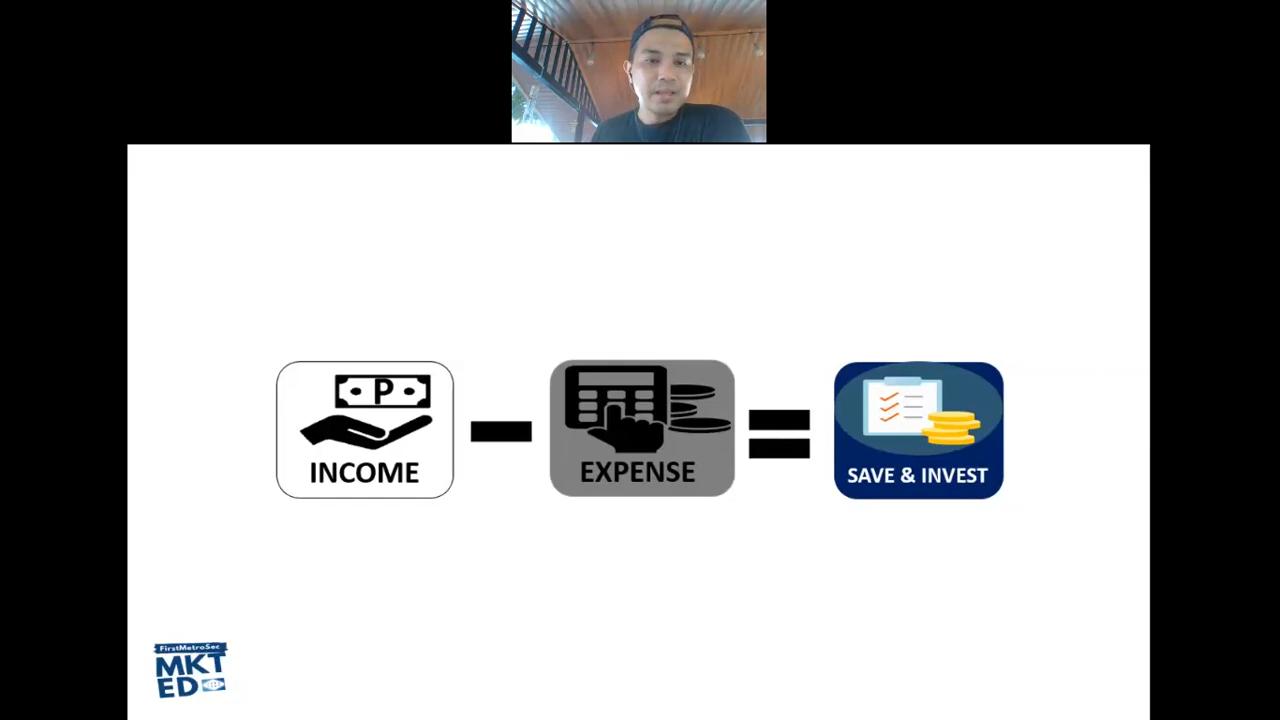 P
INCOME
EXPENSE
SAVE & INVEST
FirstMetroSec
MKT
ED